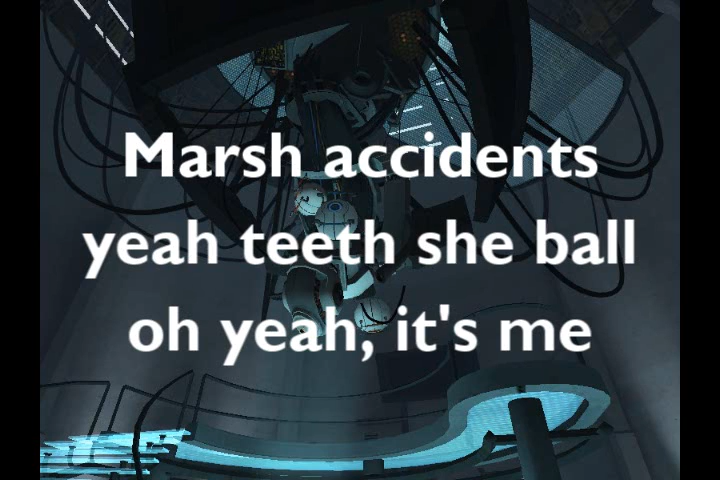 Marsh accidents
yeah teeth she ball
oh yeah, it's me